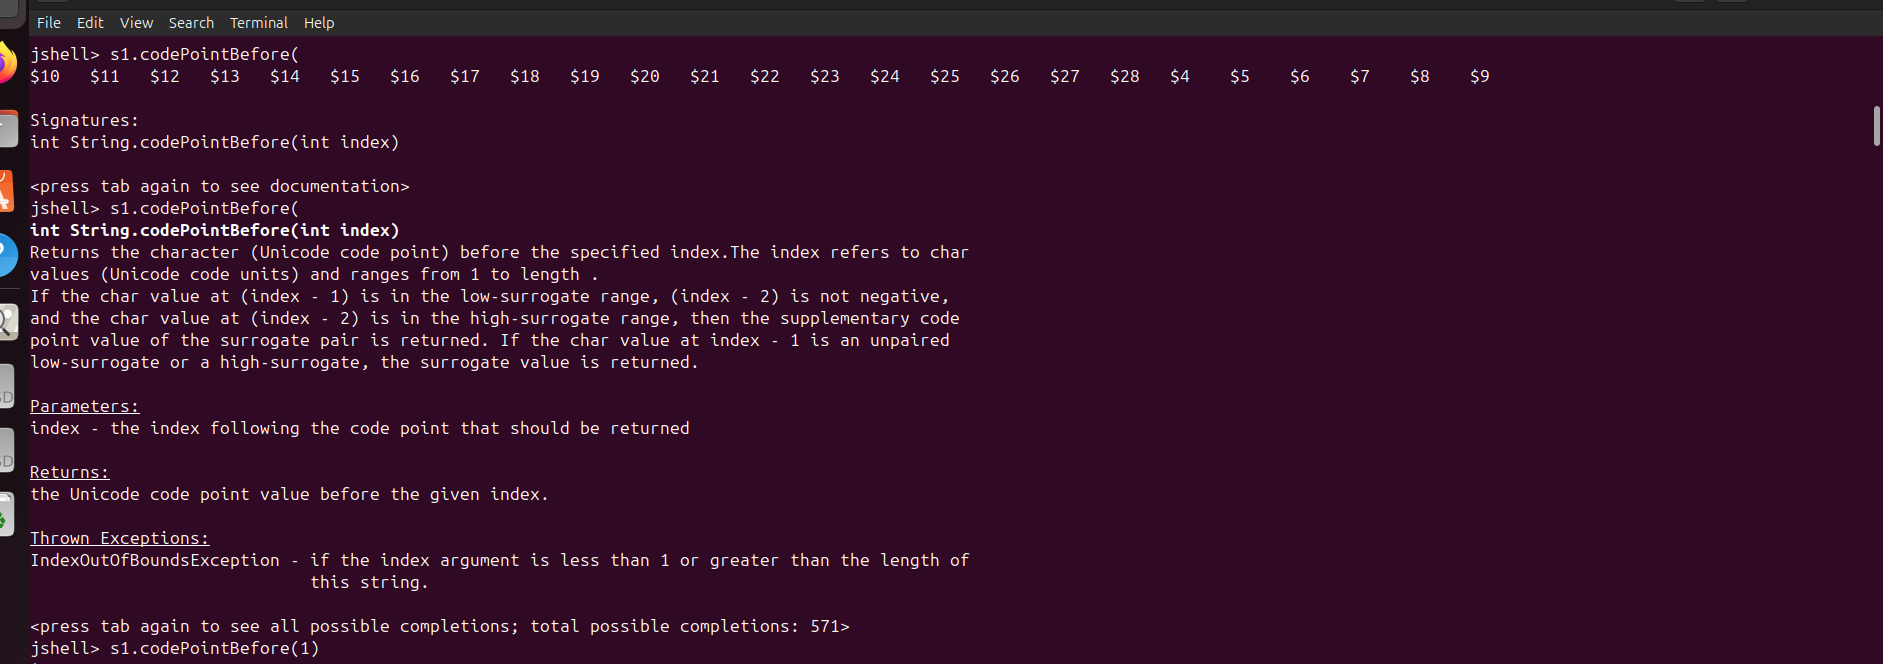 File Edit View Search Terminal Help
jshell> s1.codePointBefore(
$10 $11 $12 $13 $14 $15 $16 $17 $18 $19 $20 $21 $22 $23 $24 $25 $26 $27 $28 $4 $5 $6 $7 $8 $9
Signatures:
int String.codePointBefore(int index)
<press tab again to see documentation>
jshell> s1.codePointBefore(
int String.codePointBefore(int index)
Returns the character (Unicode code point) before the specified index.The index refers to char
values (Unicode code units) and ranges from 1 to length .
If the char value at (index - 1) is in the low-surrogate range, (index - 2) is not negative,
and the char value at (index - 2) is in the high-surrogate range, then the supplementary code
point value of the surrogate pair is returned. If the char value at index - 1 is an unpaired
low-surrogate or a high-surrogate, the surrogate value is returned.
Parameters:
index - the index following the code point that should be returned
Returns:
the Unicode code point value before the given index.
Thrown Exceptions:
IndexOutOfBoundsException - if the index argument is less than 1 or greater than the length of
this string.
<press tab again to see all possible completions; total possible completions: 571>
jshell> s1.codePointBefore(1)